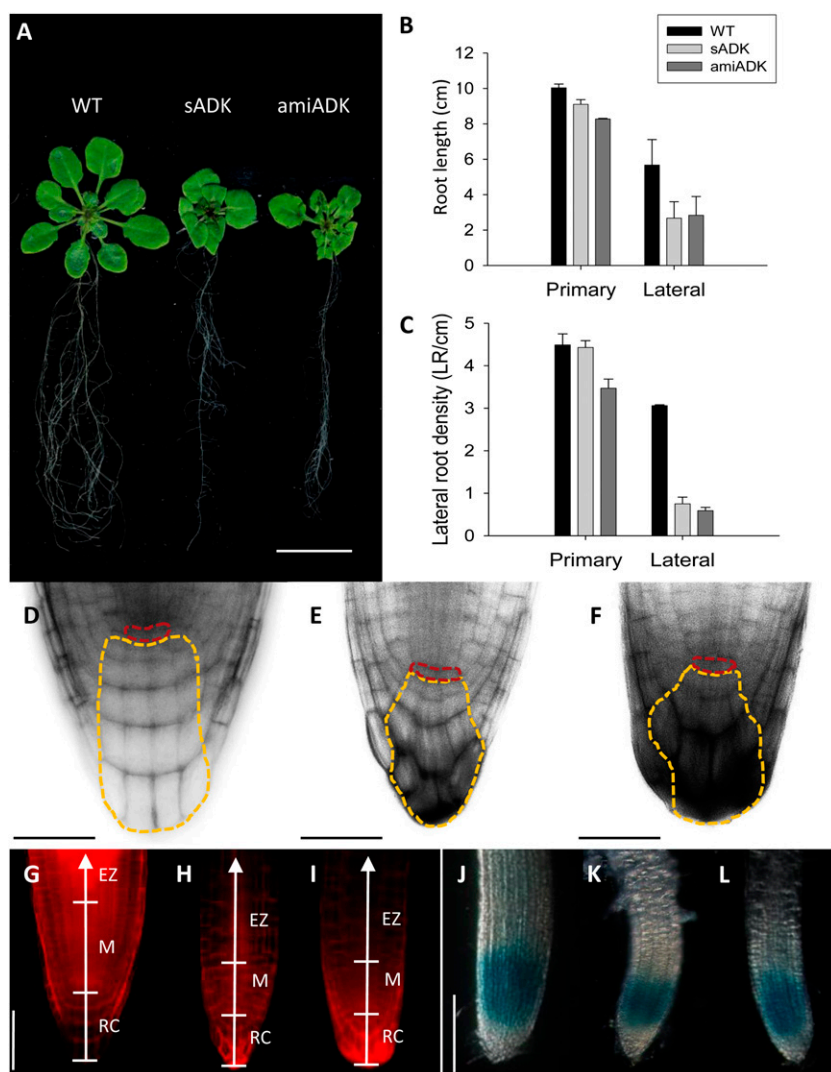 A
WT
sADK
amiADK
B
WT
sADK
amiADK
Root length (cm)
12
10
8
6
4
2
0
Primary
Lateral
C
Lateral root density (LR/cm)
5
4
3
2
1
0
Primary
Lateral
D
E
F
G
EZ
M
RC
H
EZ
M
RC
I
EZ
M
RC
J
K
L